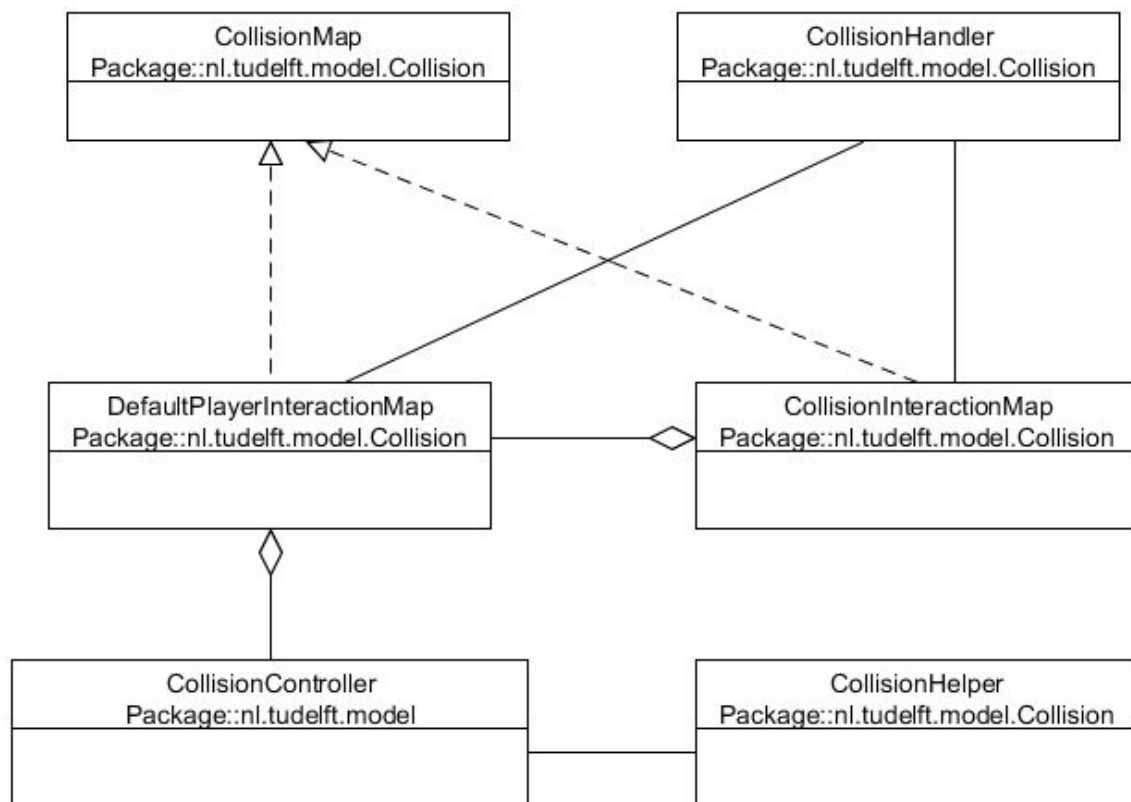 CollisionMap
Package::nl.tudelft.model.Collision
CollisionHandler
Package::nl.tudelft.model.Collision
DefaultPlayerInteractionMap
Package::nl.tudelft.model.Collision
CollisionInteractionMap
Package::nl.tudelft.model.Collision
CollisionController
Package::nl.tudelft.model
CollisionHelper
Package::nl.tudelft.model.Collision